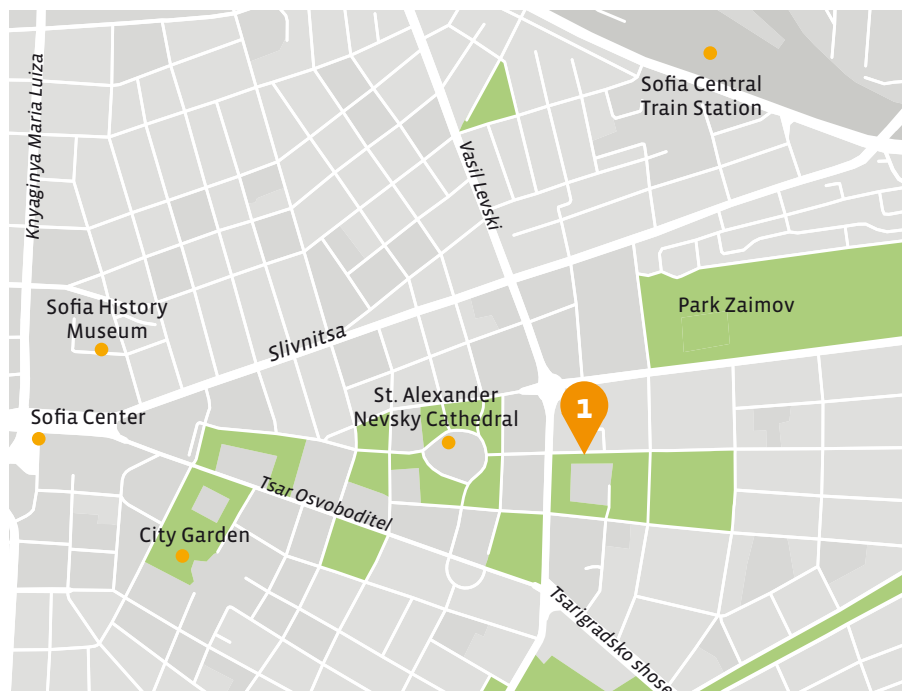 Knyaginya Maria Luiza
Sofia Central
Train Station
Vasil Levski
Sofia History
Museum
Park Zaimov
Slivnitsa
St. Alexander
Nevsky Cathedral
1
Sofia Center
Tsar Osvoboditel
City Garden
Tsarigradsko shose